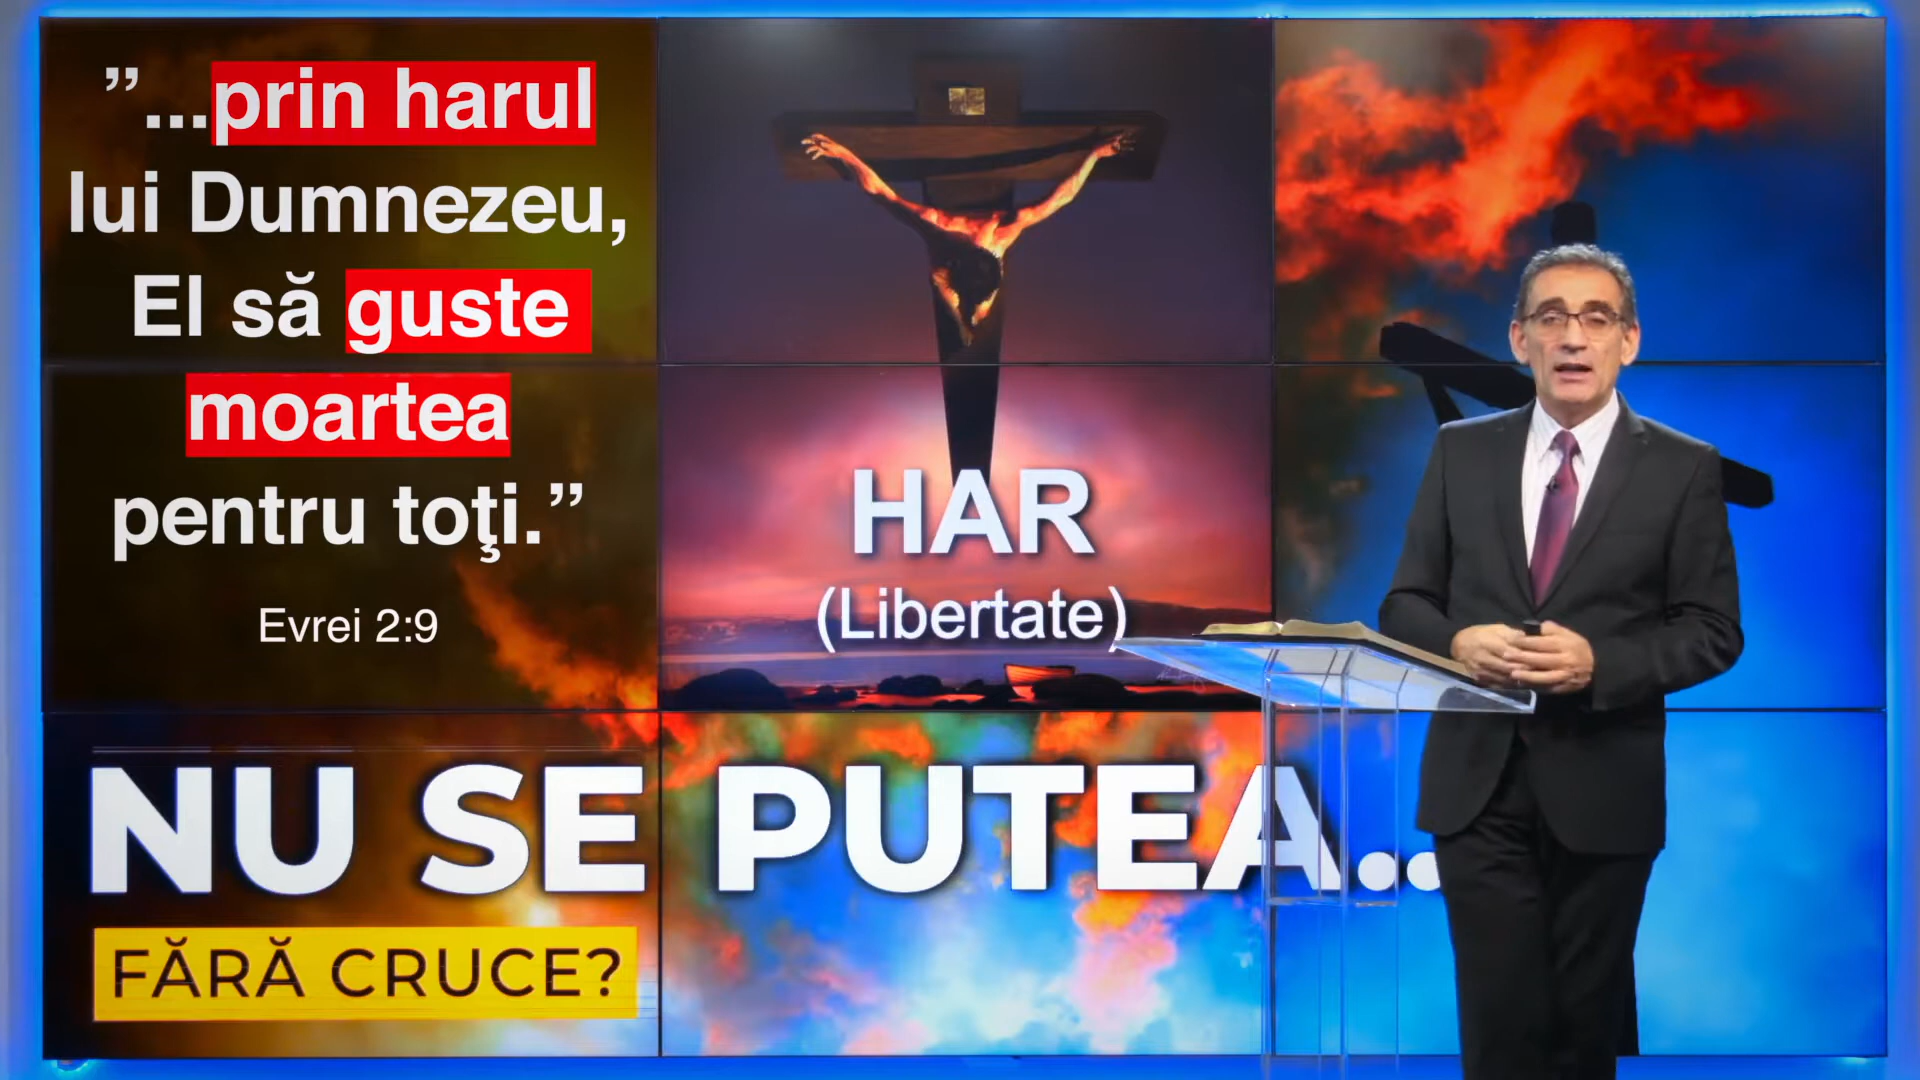 ”...prin harul
lui Dumnezeu,
El să guste
moartea
pentru toţi.”
Evrei 2:9
HAR
(Libertate)
NU SE PUTEA...
FĂRĂ CRUCE?